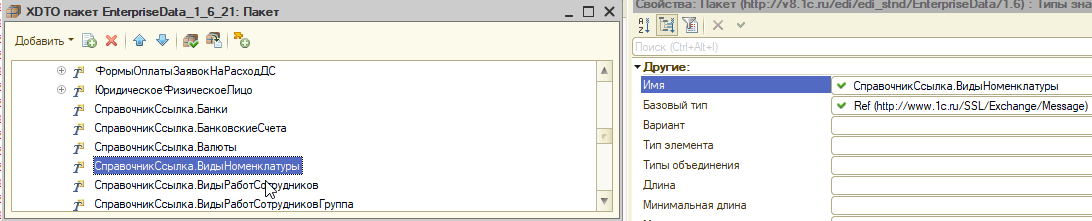 XDTO пакет EnterpriseData_1_6_21: Пакет
Добавить
ФормыОплатыЗаявокНаРасходДС
ЮридическоеФизическоеЛицо
СправочникСсылка.Банки
СправочникСсылка.БанковскиеСчета
СправочникСсылка.Валюты
СправочникСсылка.ВидыНоменклатуры
СправочникСсылка.ВидыРаботСотрудников
СправочникСсылка.ВидыРаботСотрудниковГруппа
Свойства: Пакет (http://v8.1c.ru/edi/edi_stnd/EnterpriseData/1.6) : Типы зна
Поиск (Ctrl+Alt+I)
Другие:
Имя СправочникСсылка.ВидыНоменклатуры
Базовый тип Ref (http://www.1c.ru/SSL/Exchange/Message)
Вариант
Тип элемента
Типы объединения
Длина
Минимальная длина